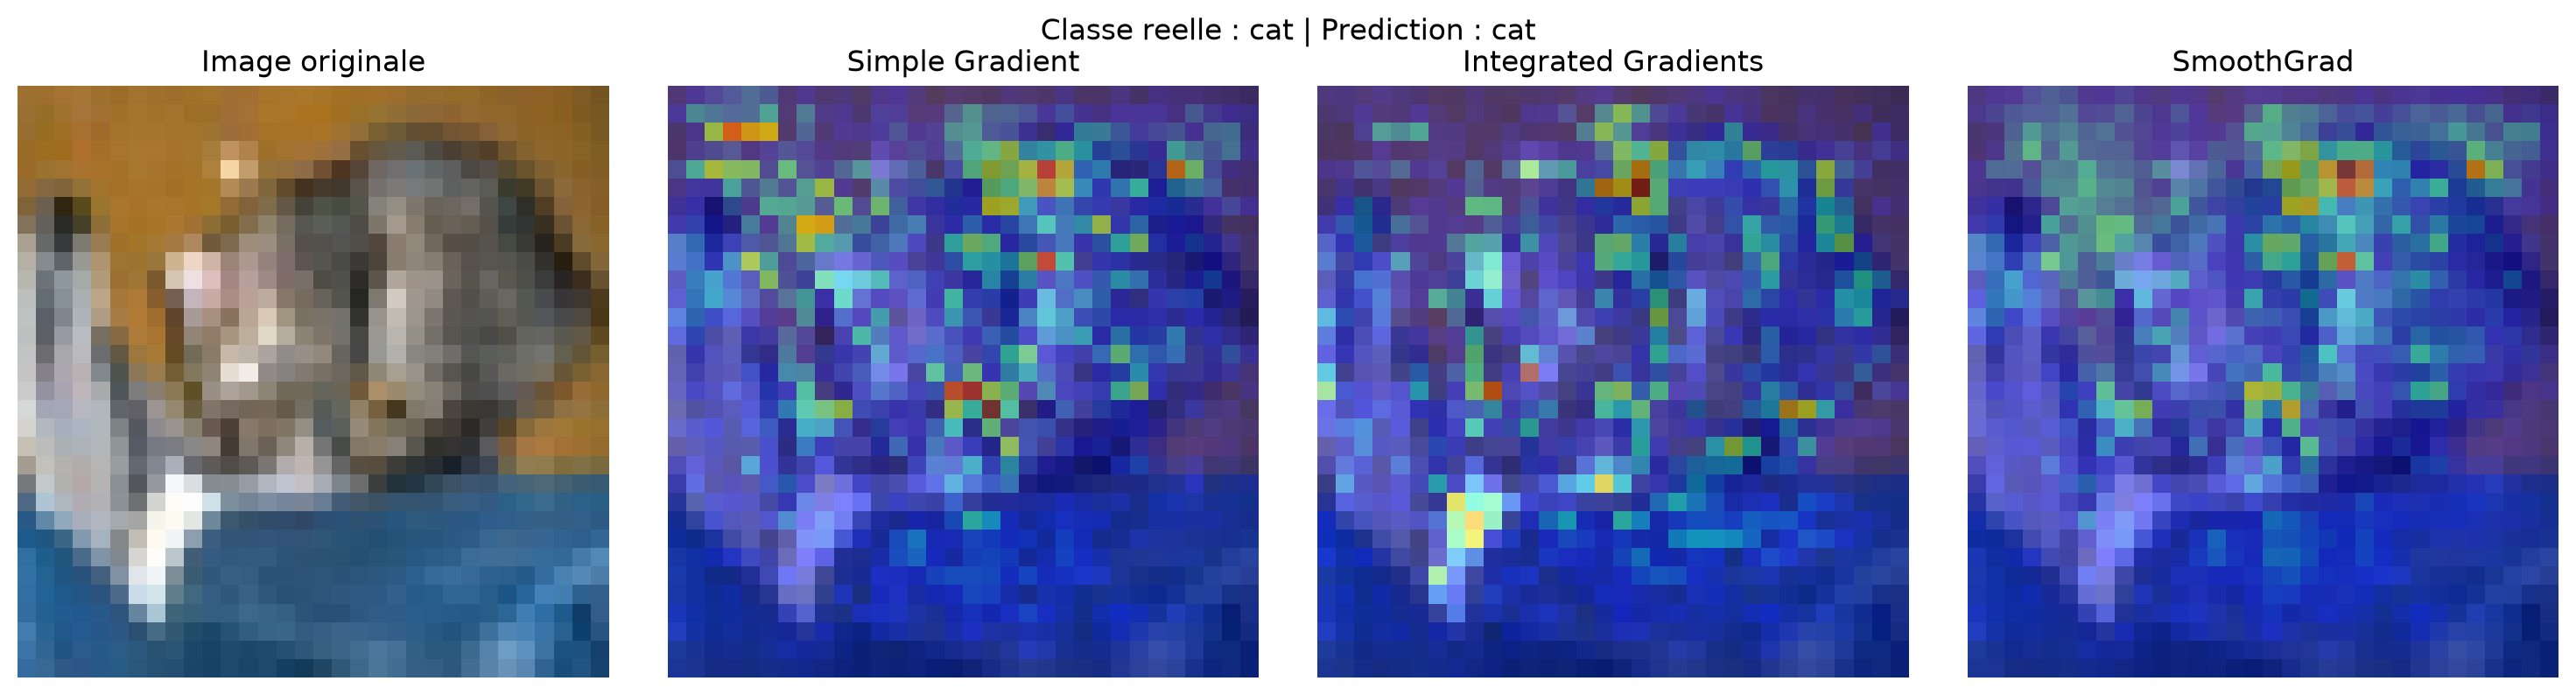 Classe reelle : cat | Prediction : cat
Image originale
Simple Gradient
Integrated Gradients
SmoothGrad